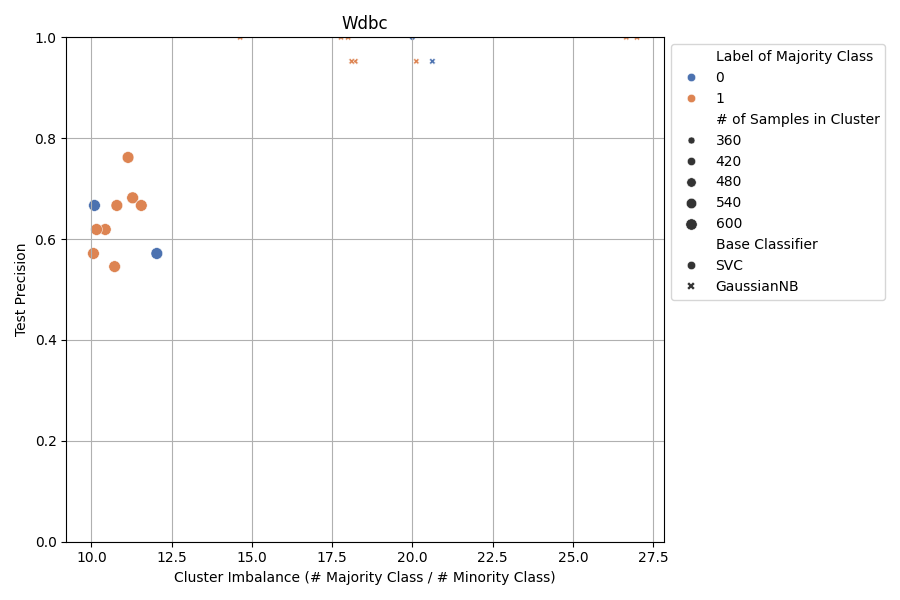 Wdbc
1.0
0.8
0.6
0.4
0.2
0.0
Test Precision
10.0 12.5 15.0 17.5 20.0 22.5 25.0 27.5
Cluster Imbalance (# Majority Class / # Minority Class)
Label of Majority Class
0
1
# of Samples in Cluster
360
420
480
540
600
Base Classifier
SVC
GaussianNB